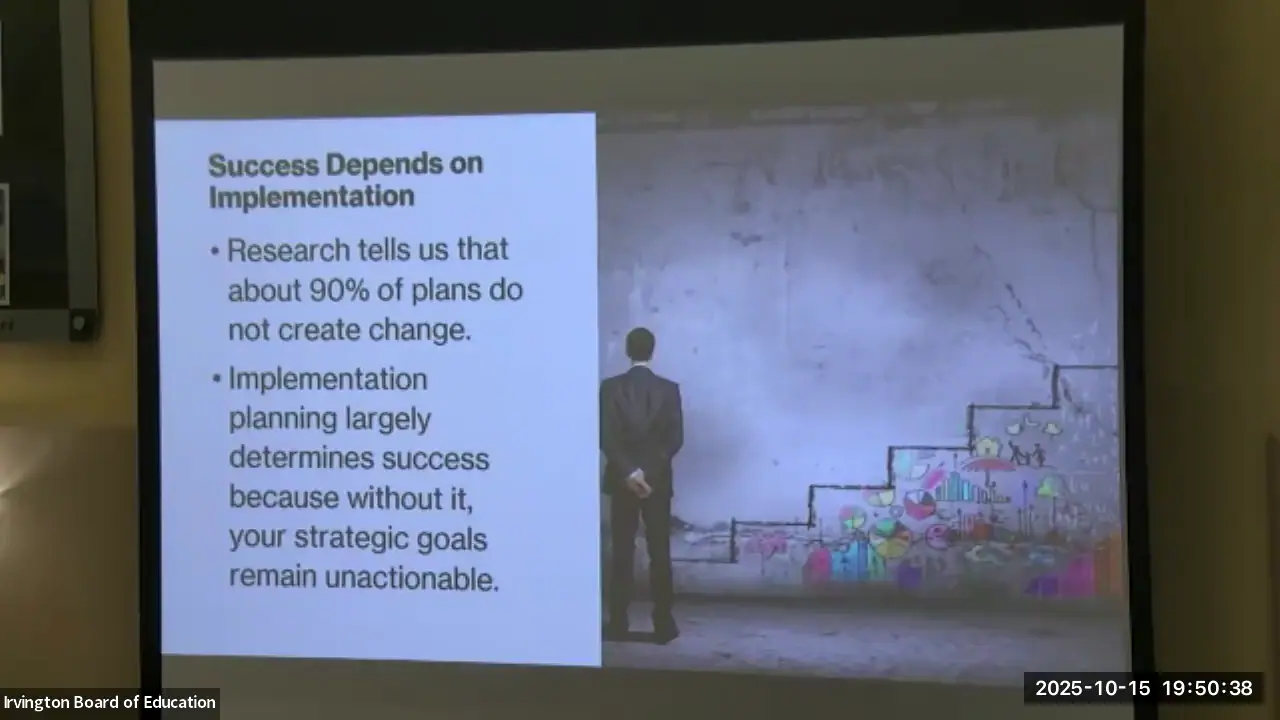 Success Depends on
Implementation
• Research tells us that
about 90% of plans do
not create change.
• Implementation
planning largely
determines success
because without it,
your strategic goals
remain unactionable.
Irvington Board of Education
2025-10-15 19:50:38